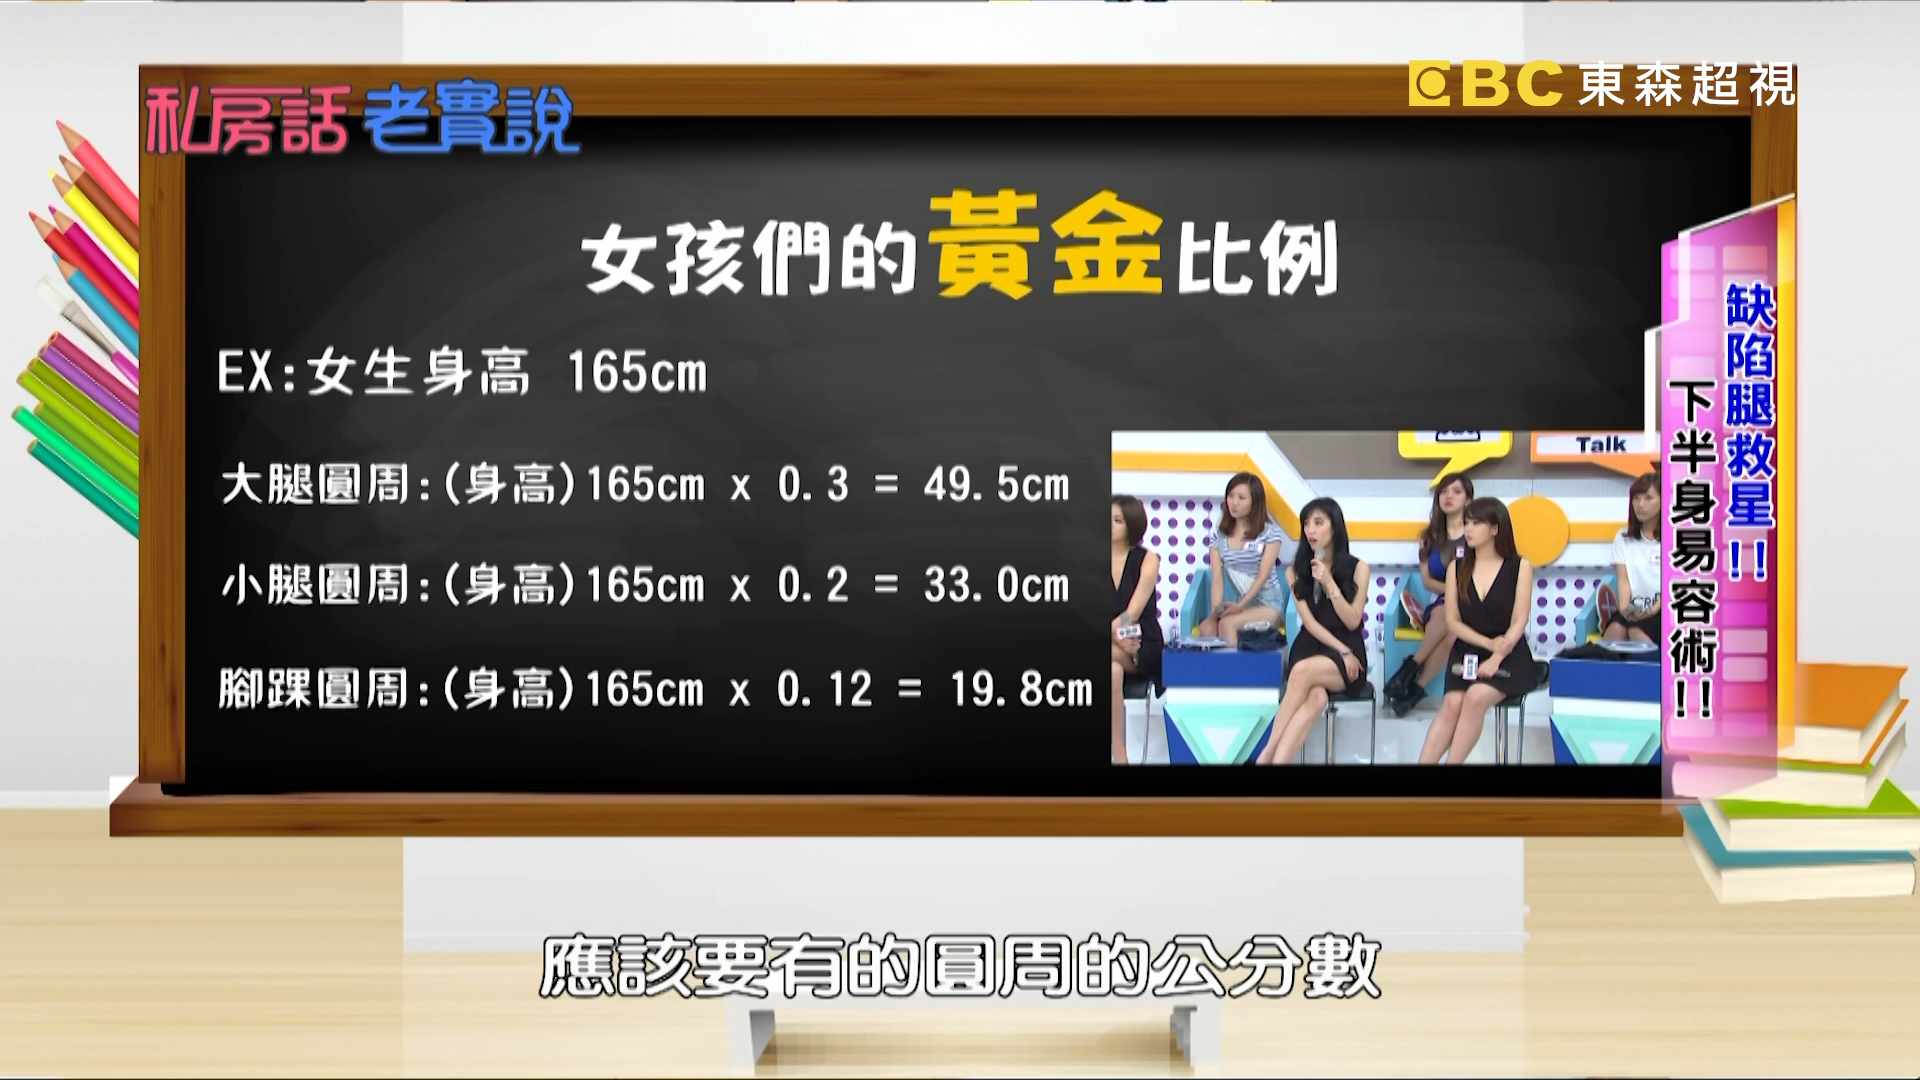 私房話老實說
EBC 東森超視
女孩們的黃金比例
EX:女生身高 165cm
大腿圓周:(身高)165cm x 0.3 = 49.5cm
小腿圓周:(身高)165cm x 0.2 = 33.0cm
腳踝圓周:(身高)165cm x 0.12 = 19.8cm
Talk
缺陷腿救星!!
下半身易容術!!
應該要有的圓周的公分數